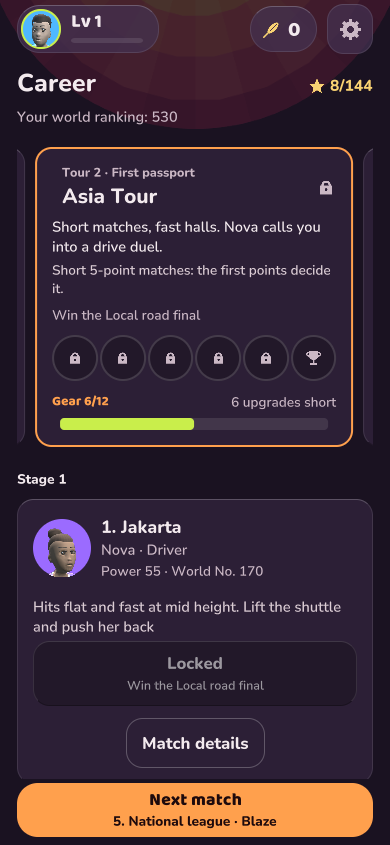 Lv 1
0
Career
8/144
Your world ranking: 530
Tour 2 · First passport
Asia Tour
Short matches, fast halls. Nova calls you
into a drive duel.
Short 5-point matches: the first points decide
it.
Win the Local road final
Gear 6/12
6 upgrades short
Stage 1
1. Jakarta
Nova · Driver
Power 55 · World No. 170
Hits flat and fast at mid height. Lift the shuttle
and push her back
Locked
Win the Local road final
Match details
Next match
5. National league · Blaze